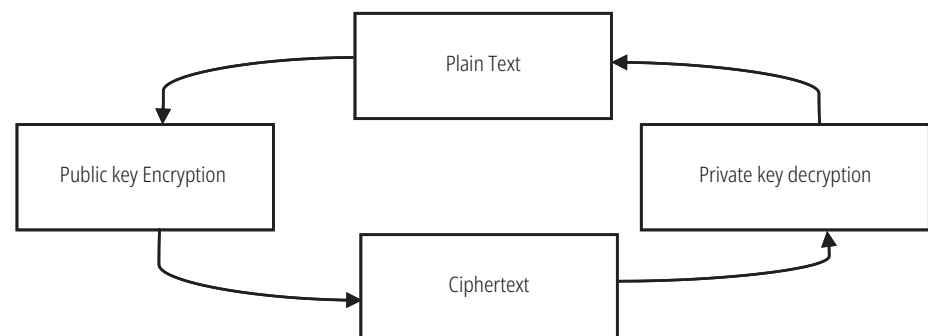 Plain Text
Public key Encryption
Private key decryption
Ciphertext